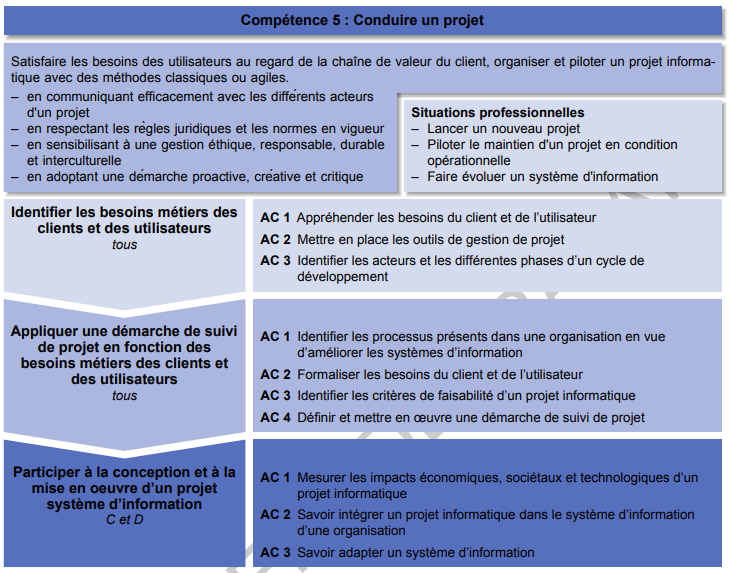 Compétence 5 : Conduire un projet
Satisfaire les besoins des utilisateurs au regard de la chaîne de valeur du client, organiser et piloter un projet informa-
tique avec des méthodes classiques ou agiles.
– en communiquant efficacement avec les différents acteurs
d'un projet
– en respectant les règles juridiques et les normes en vigueur
– en sensibilisant à une gestion éthique, responsable, durable
et interculturelle
– en adoptant une démarche proactive, créative et critique
Situations professionnelles
– Lancer un nouveau projet
– Piloter le maintien d'un projet en condition
opérationnelle
– Faire évoluer un système d'information
Identifier les besoins métiers des
clients et des utilisateurs
tous
AC 1 Appréhender les besoins du client et de l'utilisateur
AC 2 Mettre en place les outils de gestion de projet
AC 3 Identifier les acteurs et les différentes phases d'un cycle de
développement
Appliquer une démarche de suivi
de projet en fonction des
besoins métiers des clients et
des utilisateurs
tous
AC 1 Identifier les processus présents dans une organisation en vue
d'améliorer les systèmes d'information
AC 2 Formaliser les besoins du client et de l'utilisateur
AC 3 Identifier les critères de faisabilité d'un projet informatique
AC 4 Définir et mettre en œuvre une démarche de suivi de projet
Participer à la conception et à la
mise en oeuvre d'un projet
système d'information
C et D
AC 1 Mesurer les impacts économiques, sociétaux et technologiques d'un
projet informatique
AC 2 Savoir intégrer un projet informatique dans le système d'information
d'une organisation
AC 3 Savoir adapter un système d'information